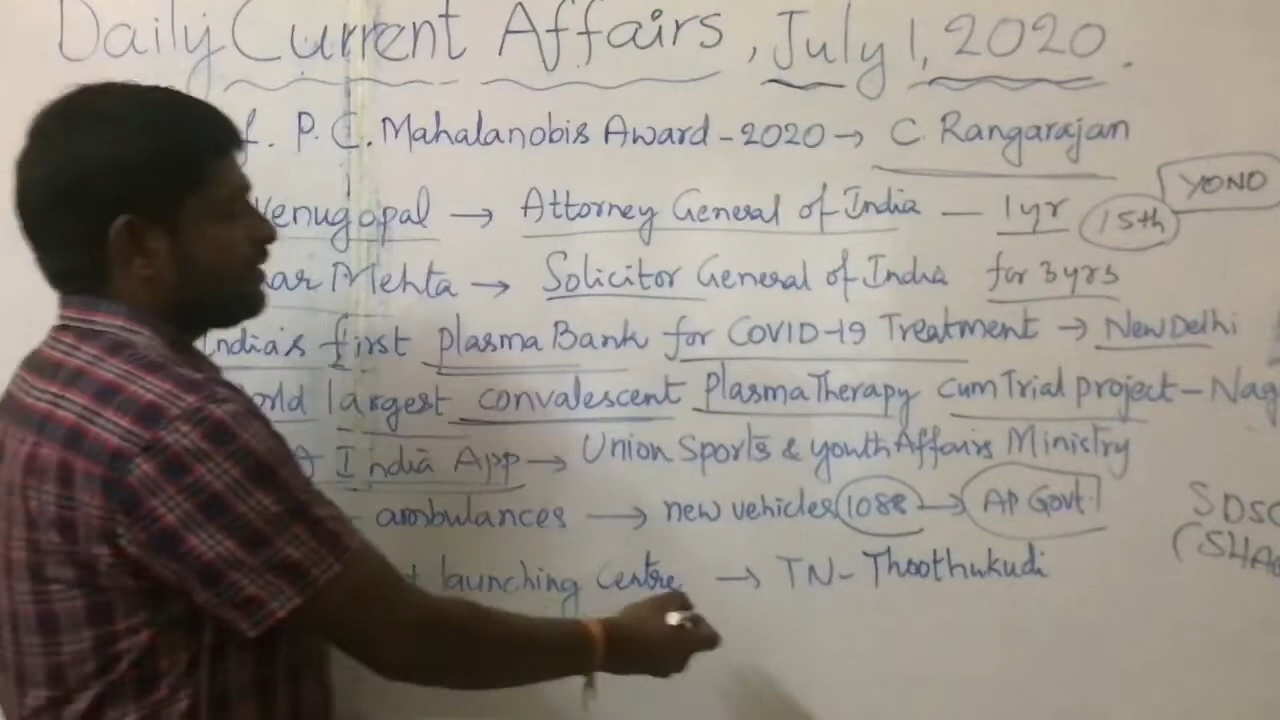 Daily Current Affairs, July 1, 2020.
f. P. C. Mahalanobis Award - 2020 → C Rangarajan
Venugopal → Attorney General of India — 1yr 15th YONO
ar Mehta → Solicitor General of India for 3yrs
India's first plasma Bank for COVID-19 Treatment → New Delhi
orld largest convalescent Plasma Therapy cum Trial project - Nag
India App → Union Sports & youth Affairs Ministry
ambulances → new vehicles 1088 → AP Govt.
SDSC
(SHA
t launching Centre → TN - Thoothukudi